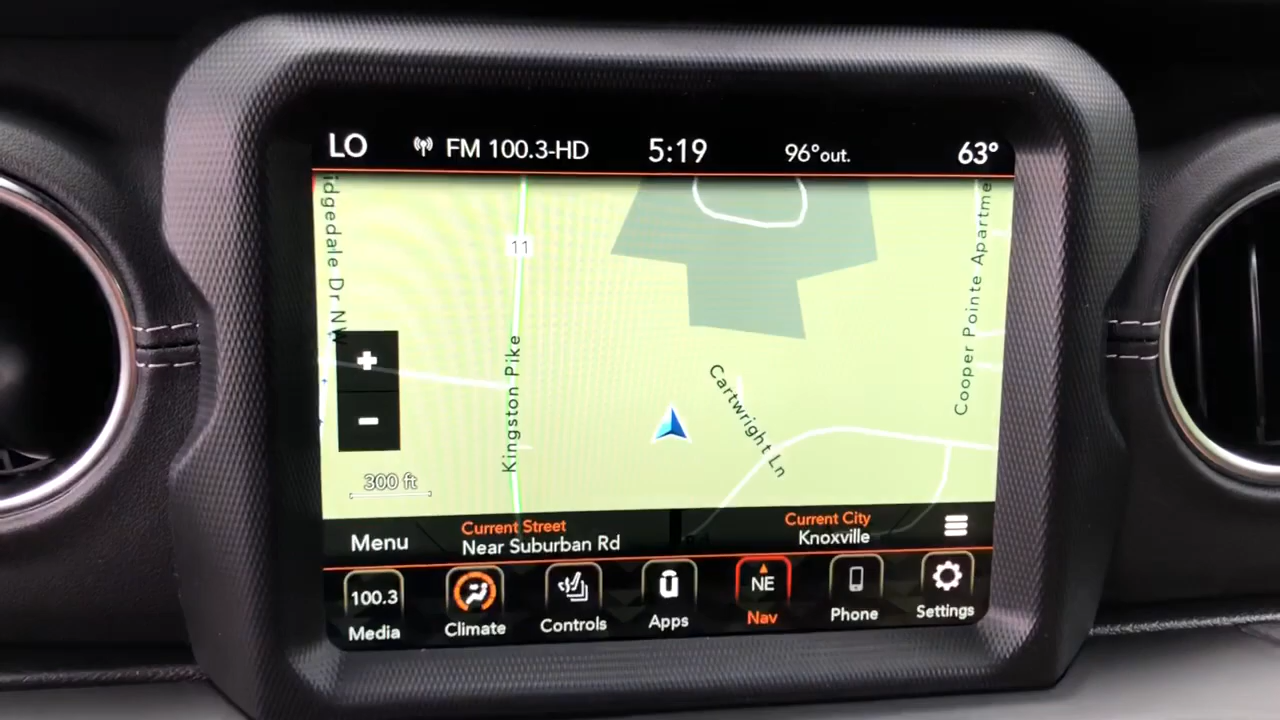 LO FM 100.3-HD 5:19 96°out. 63°
idgedale Dr NW
11
Kingston Pike
Cartwright Ln
Cooper Pointe Apartme
+
-
300 ft
Menu
Current Street
Near Suburban Rd
Current City
Knoxville
100.3
Media
Climate
Controls
Apps
NE
Nav
Phone
Settings